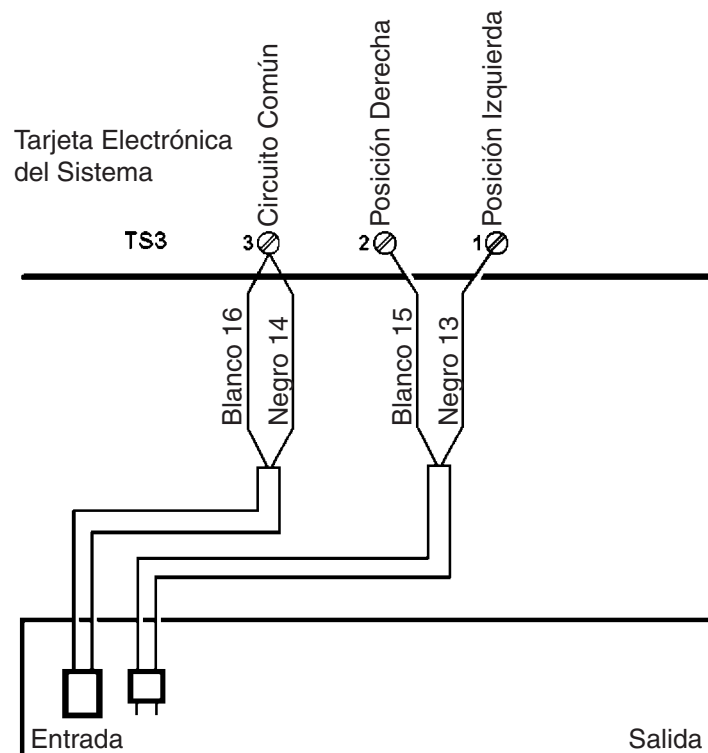 Tarjeta Electrónica
del Sistema
Circuito Común
Posición Derecha
Posición Izquierda
TS3
3
2
1
Blanco 16
Negro 14
Blanco 15
Negro 13
Entrada
Salida